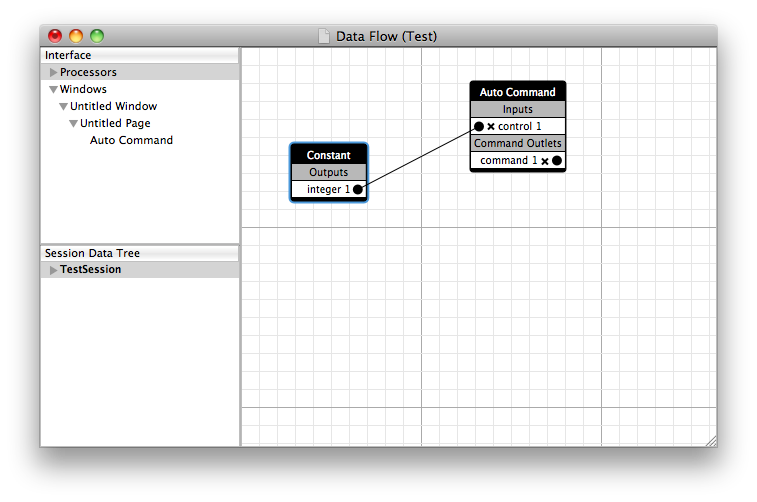 Data Flow (Test)
Interface
Processors
Windows
Untitled Window
Untitled Page
Auto Command
Session Data Tree
TestSession
Constant
Outputs
integer 1
Auto Command
Inputs
control 1
Command Outlets
command 1